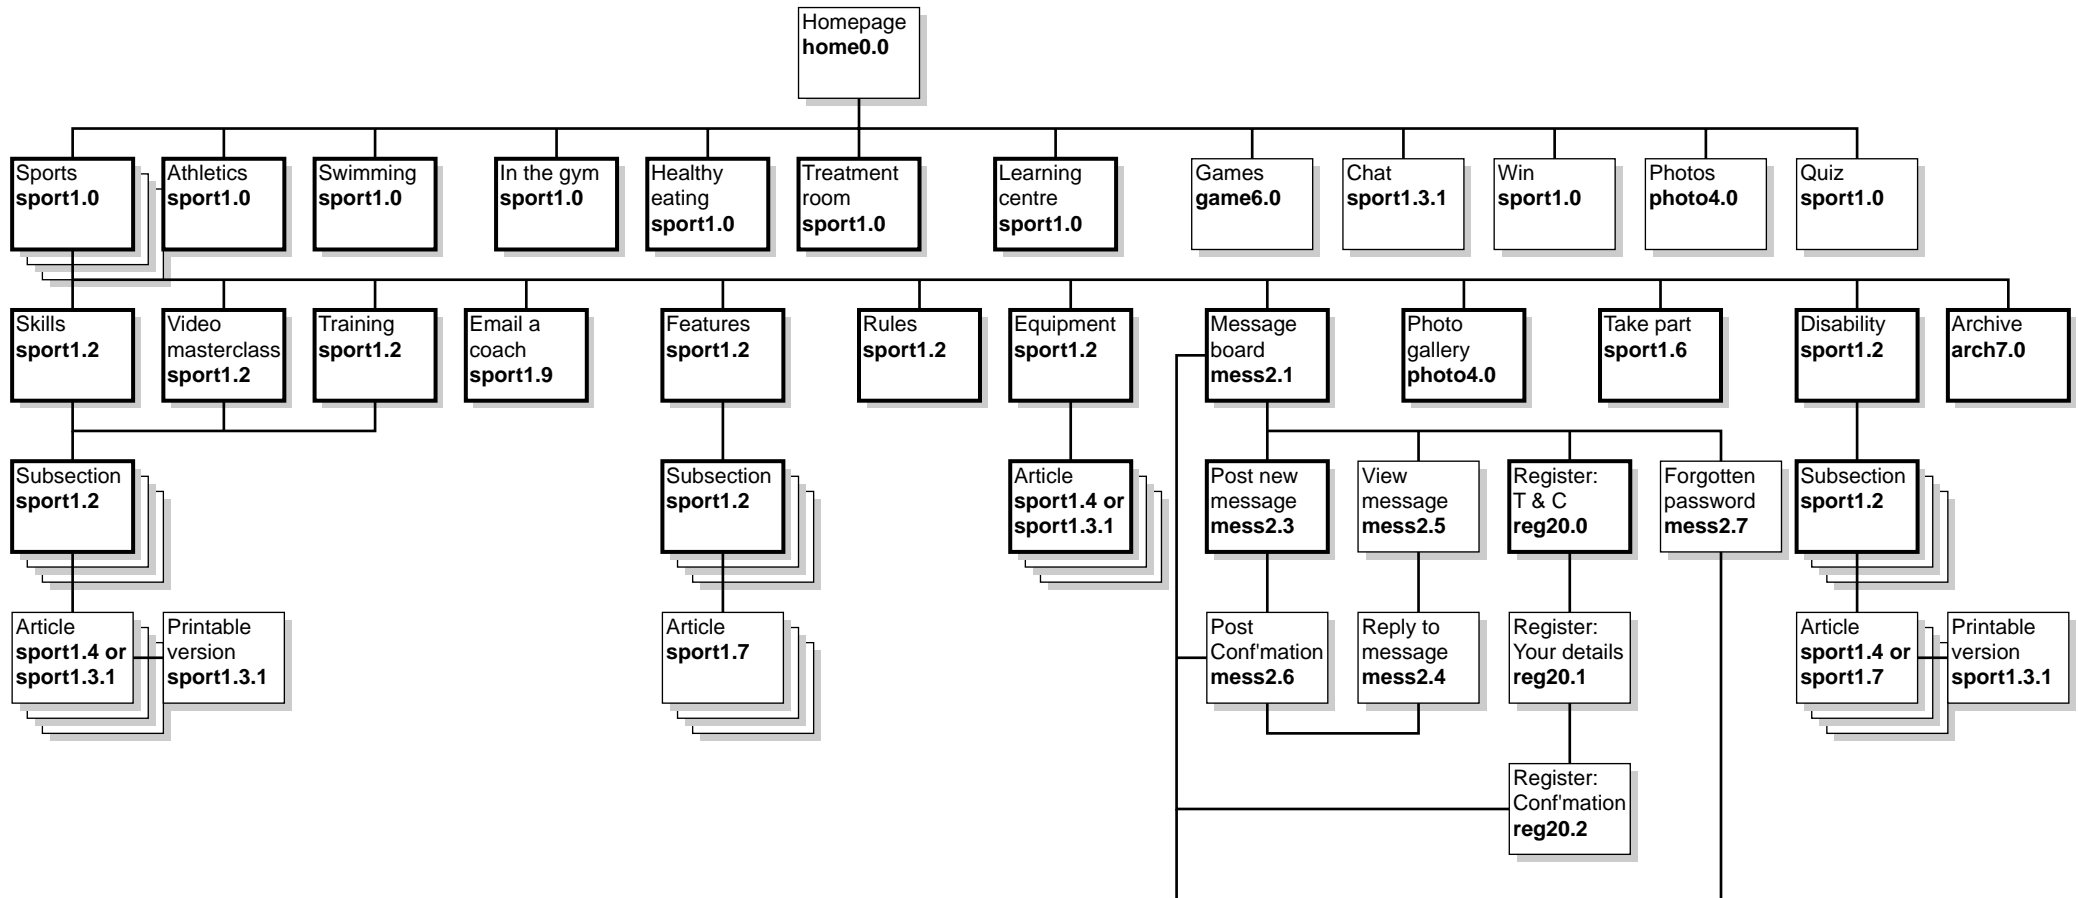 Homepage
home0.0
Sports
sport1.0
Athletics
sport1.0
Swimming
sport1.0
In the gym
sport1.0
Healthy
eating
sport1.0
Treatment
room
sport1.0
Learning
centre
sport1.0
Games
game6.0
Chat
sport1.3.1
Win
sport1.0
Photos
photo4.0
Quiz
sport1.0
Skills
sport1.2
Video
masterclass
sport1.2
Training
sport1.2
Email a
coach
sport1.9
Features
sport1.2
Rules
sport1.2
Equipment
sport1.2
Message
board
mess2.1
Photo
gallery
photo4.0
Take part
sport1.6
Disability
sport1.2
Archive
arch7.0
Subsection
sport1.2
Subsection
sport1.2
Article
sport1.4 or
sport1.3.1
Post new
message
mess2.3
View
message
mess2.5
Register:
T & C
reg20.0
Forgotten
password
mess2.7
Subsection
sport1.2
Article
sport1.4 or
sport1.3.1
Printable
version
sport1.3.1
Article
sport1.7
Post
Conf'mation
mess2.6
Reply to
message
mess2.4
Register:
Your details
reg20.1
Article
sport1.4 or
sport1.7
Printable
version
sport1.3.1
Register:
Conf'mation
reg20.2